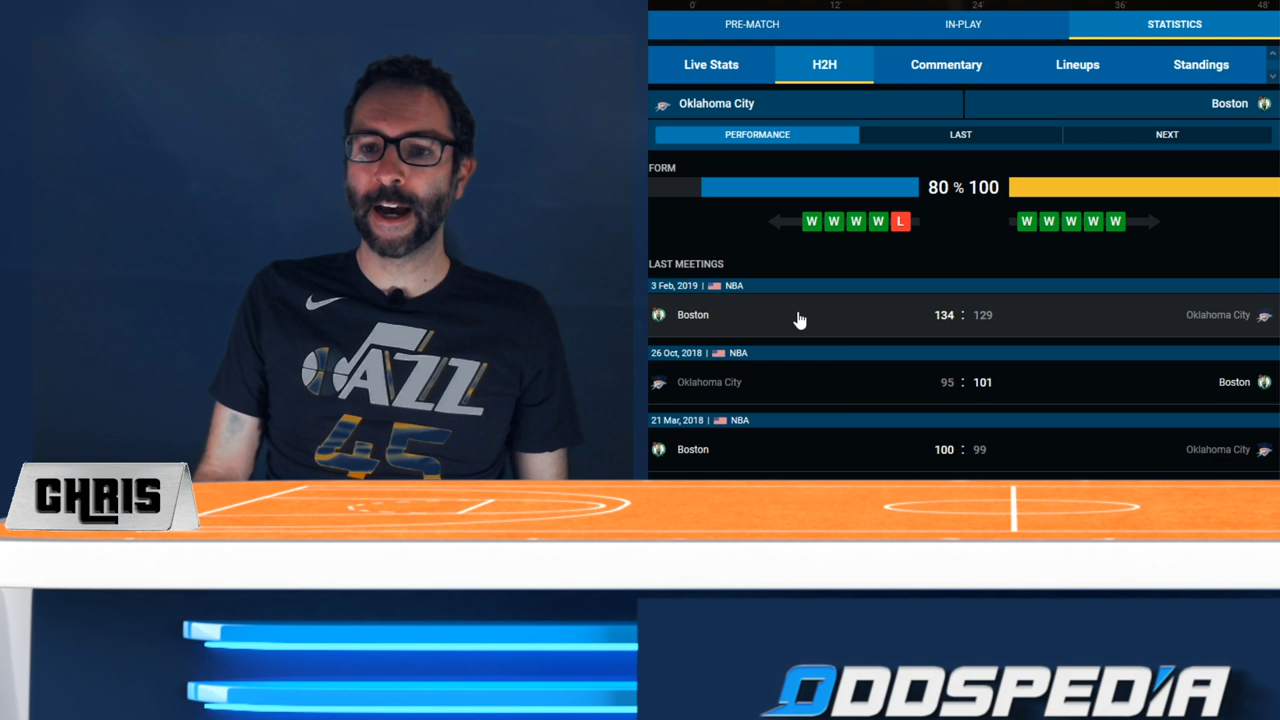 0' 12' 24' 36' 48'
PRE-MATCH IN-PLAY STATISTICS
Live Stats H2H Commentary Lineups Standings
Oklahoma City Boston
PERFORMANCE LAST NEXT
FORM
80 % 100
W W W W L W W W W W
LAST MEETINGS
3 Feb, 2019 | NBA
Boston 134 : 129 Oklahoma City
26 Oct, 2018 | NBA
Oklahoma City 95 : 101 Boston
21 Mar, 2018 | NBA
Boston 100 : 99 Oklahoma City
JAZZ
45
CHRIS
ODDSPEDIA